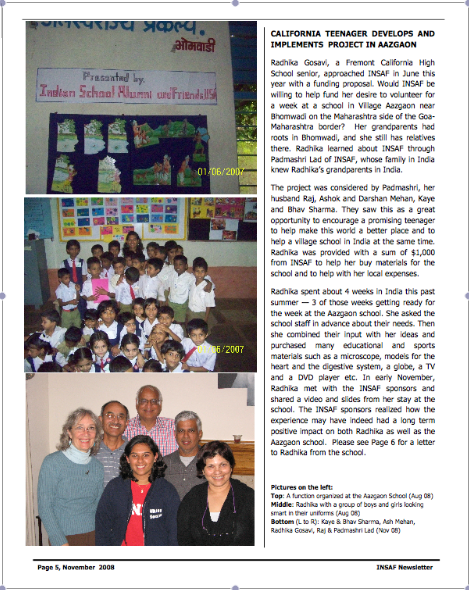 जलस्वराज्य प्रकल्प.
भोमवाडी
Presented by,
Indian School Alumni and Friends USA
01/06/2007
01/06/2007
CALIFORNIA TEENAGER DEVELOPS AND
IMPLEMENTS PROJECT IN AAZGAON
Radhika Gosavi, a Fremont California High
School senior, approached INSAF in June this
year with a funding proposal. Would INSAF be
willing to help fund her desire to volunteer for
a week at a school in Village Aazgaon near
Bhomwadi on the Maharashtra side of the Goa-
Maharashtra border? Her grandparents had
roots in Bhomwadi, and she still has relatives
there. Radhika learned about INSAF through
Padmashri Lad of INSAF, whose family in India
knew Radhika's grandparents in India.
The project was considered by Padmashri, her
husband Raj, Ashok and Darshan Mehan, Kaye
and Bhav Sharma. They saw this as a great
opportunity to encourage a promising teenager
to help make this world a better place and to
help a village school in India at the same time.
Radhika was provided with a sum of $1,000
from INSAF to help her buy materials for the
school and to help with her local expenses.
Radhika spent about 4 weeks in India this past
summer — 3 of those weeks getting ready for
the week at the Aazgaon school. She asked the
school staff in advance about their needs. Then
she combined their input with her ideas and
purchased many educational and sports
materials such as a microscope, models for the
heart and the digestive system, a globe, a TV
and a DVD player etc. In early November,
Radhika met with the INSAF sponsors and
shared a video and slides from her stay at the
school. The INSAF sponsors realized how the
experience may have indeed had a long term
positive impact on both Radhika as well as the
Aazgaon school. Please see Page 6 for a letter
to Radhika from the school.
Pictures on the left:
Top: A function organized at the Aazgaon School (Aug 08)
Middle: Radhika with a group of boys and girls looking
smart in their uniforms (Aug 08)
Bottom (L to R): Kaye & Bhav Sharma, Ash Mehan,
Radhika Gosavi, Raj & Padmashri Lad (Nov 08)
Page 5, November 2008
INSAF Newsletter